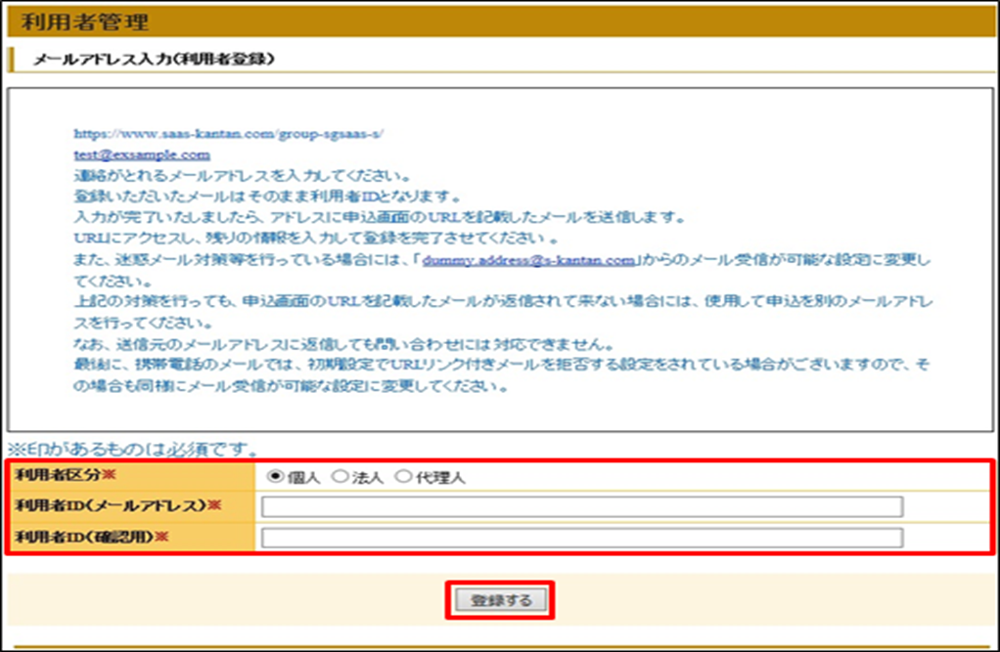 利用者管理
メールアドレス入力(利用者登録)
https://www.saas-kantan.com/group-sgsaas-s/
test@exsample.com
連絡がとれるメールアドレスを入力してください。
登録いただいたメールはそのまま利用者IDとなります。
入力が完了いたしましたら、アドレスに申込画面のURLを記載したメールを送信します。
URLにアクセスし、残りの情報を入力して登録を完了させてください 。
また、迷惑メール対策等を行っている場合には、「dummy.address@s-kantan.com」からのメール受信が可能な設定に変更し
てください。
上記の対策を行っても、申込画面のURLを記載したメールが返信されて来ない場合には、使用して申込を別のメールアドレ
スを行ってください。
なお、送信元のメールアドレスに返信しても問い合わせには対応できません。
最後に、携帯電話のメールでは、初期設定でURLリンク付きメールを拒否する設定をされている場合がございますので、そ
の場合も同様にメール受信が可能な設定に変更してください。
※印があるものは必須です。
利用者区分※ 個人 法人 代理人
利用者ID(メールアドレス)※
利用者ID(確認用)※
登録する